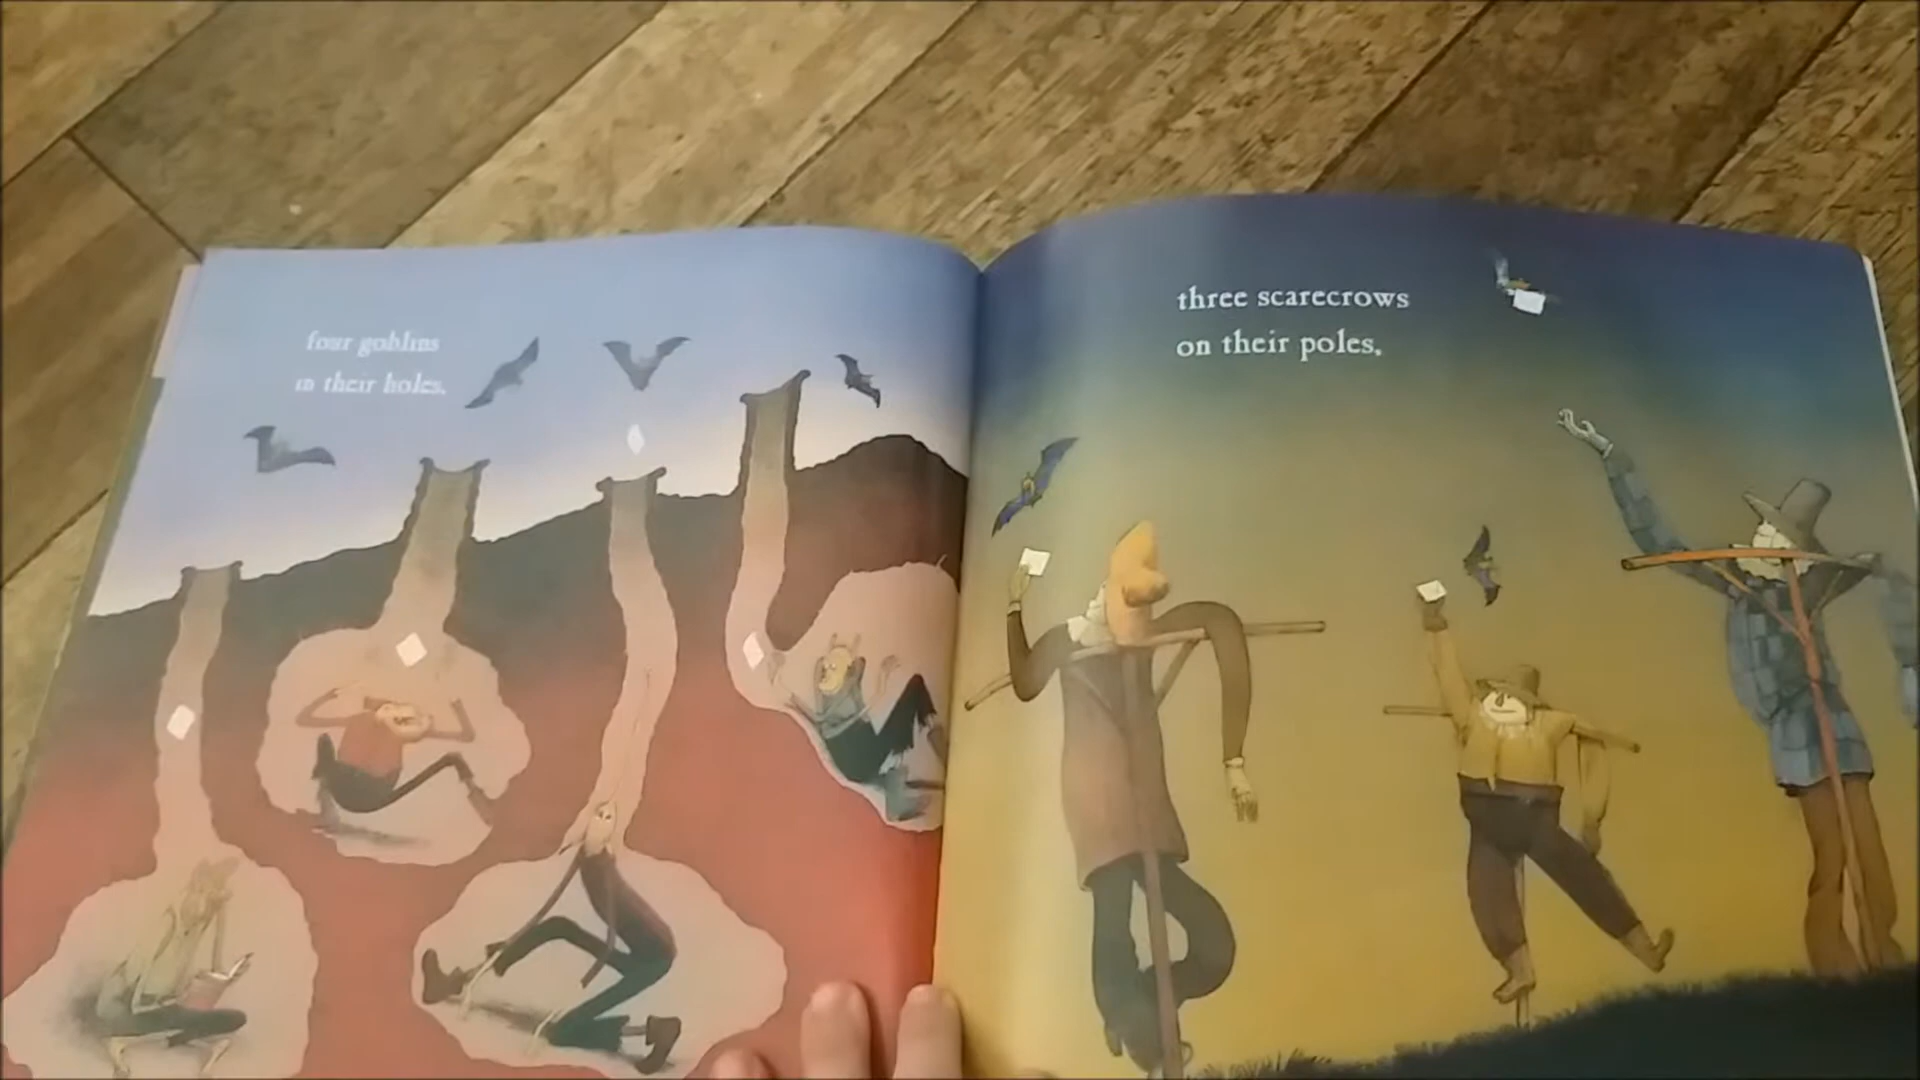 four goblins
in their holes,
three scarecrows
on their poles,